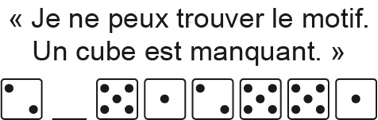 « Je ne peux trouver le motif.
Un cube est manquant. »